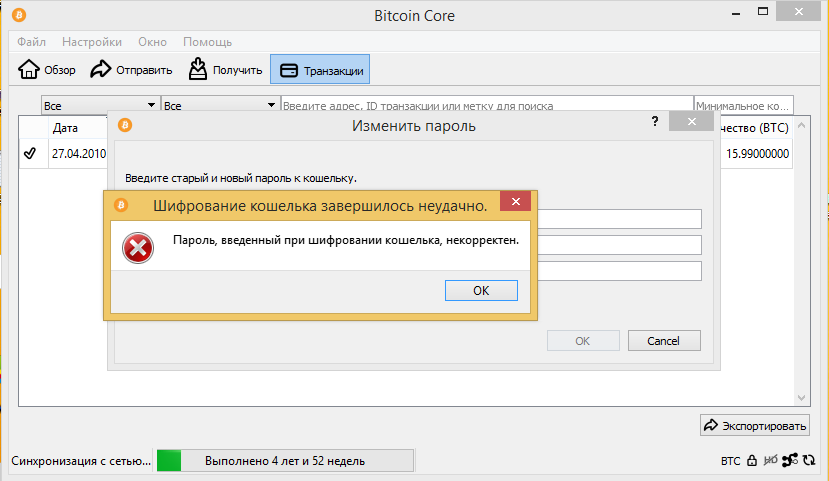 Bitcoin Core
Файл Настройки Окно Помощь
Обзор Отправить Получить Транзакции
Все Все Введите адрес, ID транзакции или метку для поиска Минимальное ко...
Изменить пароль ?
Дата чество (BTC)
27.04.2010 15.99000000
Введите старый и новый пароль к кошельку.
Шифрование кошелька завершилось неудачно.
Пароль, введенный при шифровании кошелька, некорректен.
OK
OK Cancel
Экспортировать
Синхронизация с сетью... Выполнено 4 лет и 52 недель BTC HD